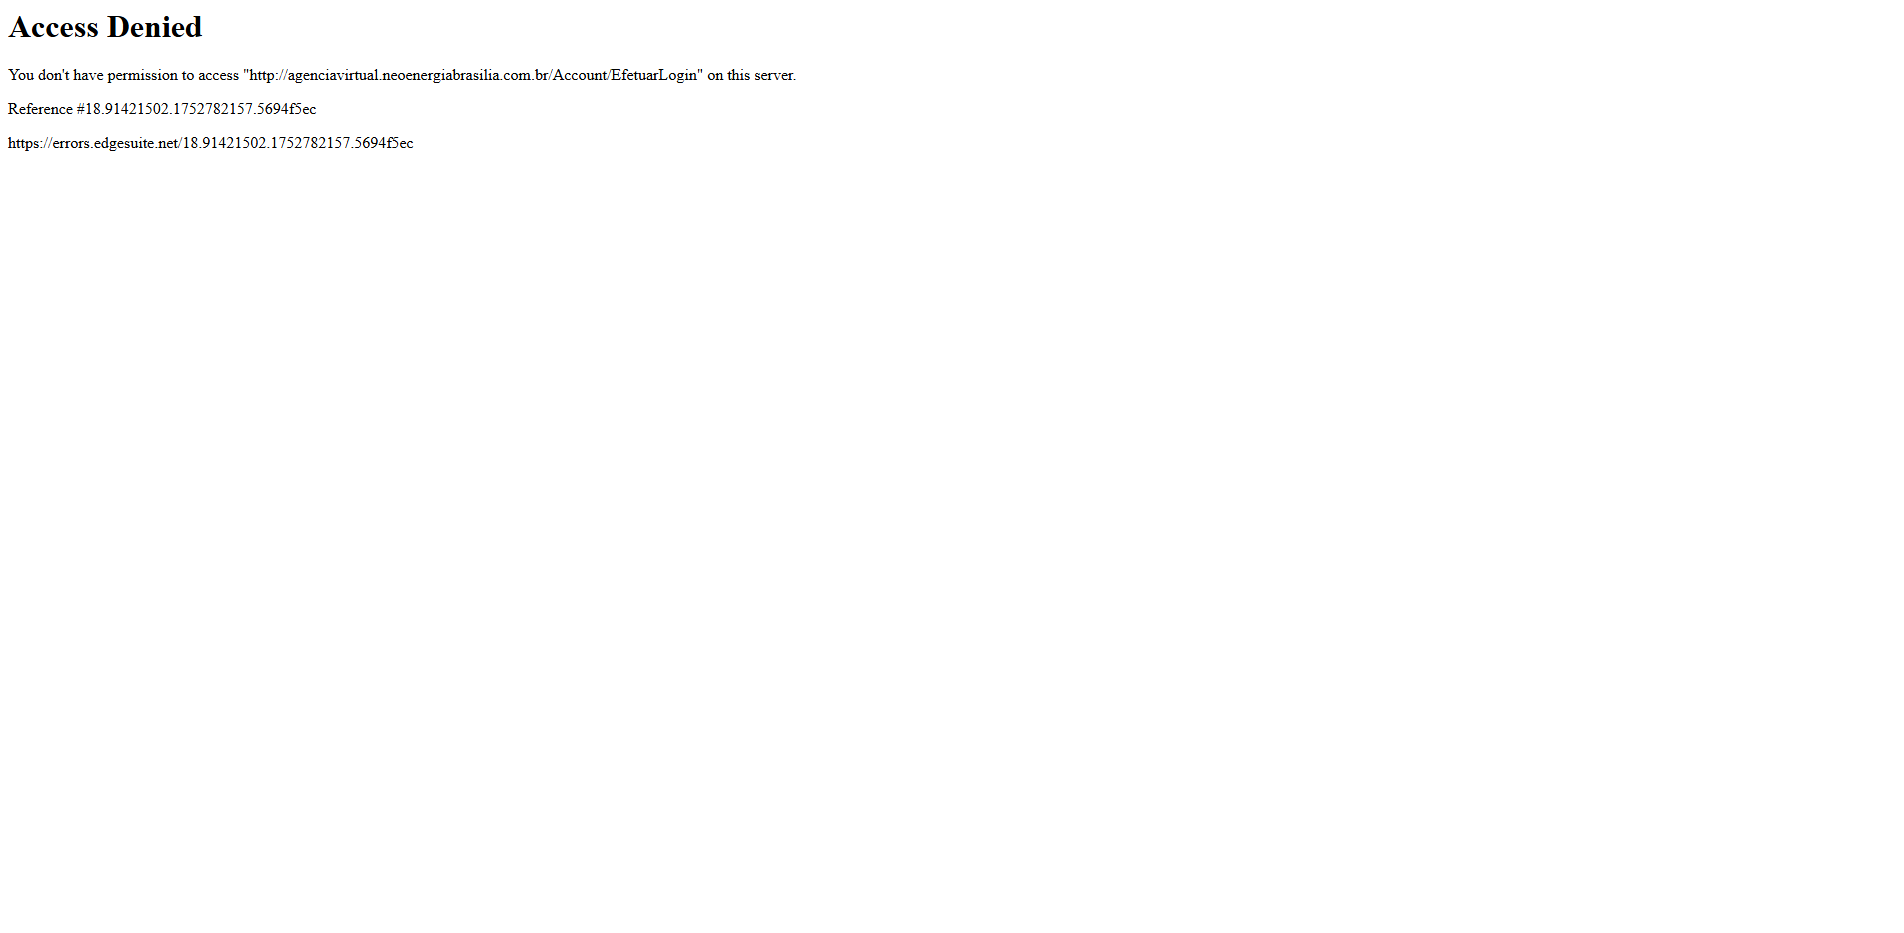 Access Denied
You don't have permission to access "http://agenciavirtual.neoenergiabrasilia.com.br/Account/EfetuarLogin" on this server.
Reference #18.91421502.1752782157.5694f5ec
https://errors.edgesuite.net/18.91421502.1752782157.5694f5ec